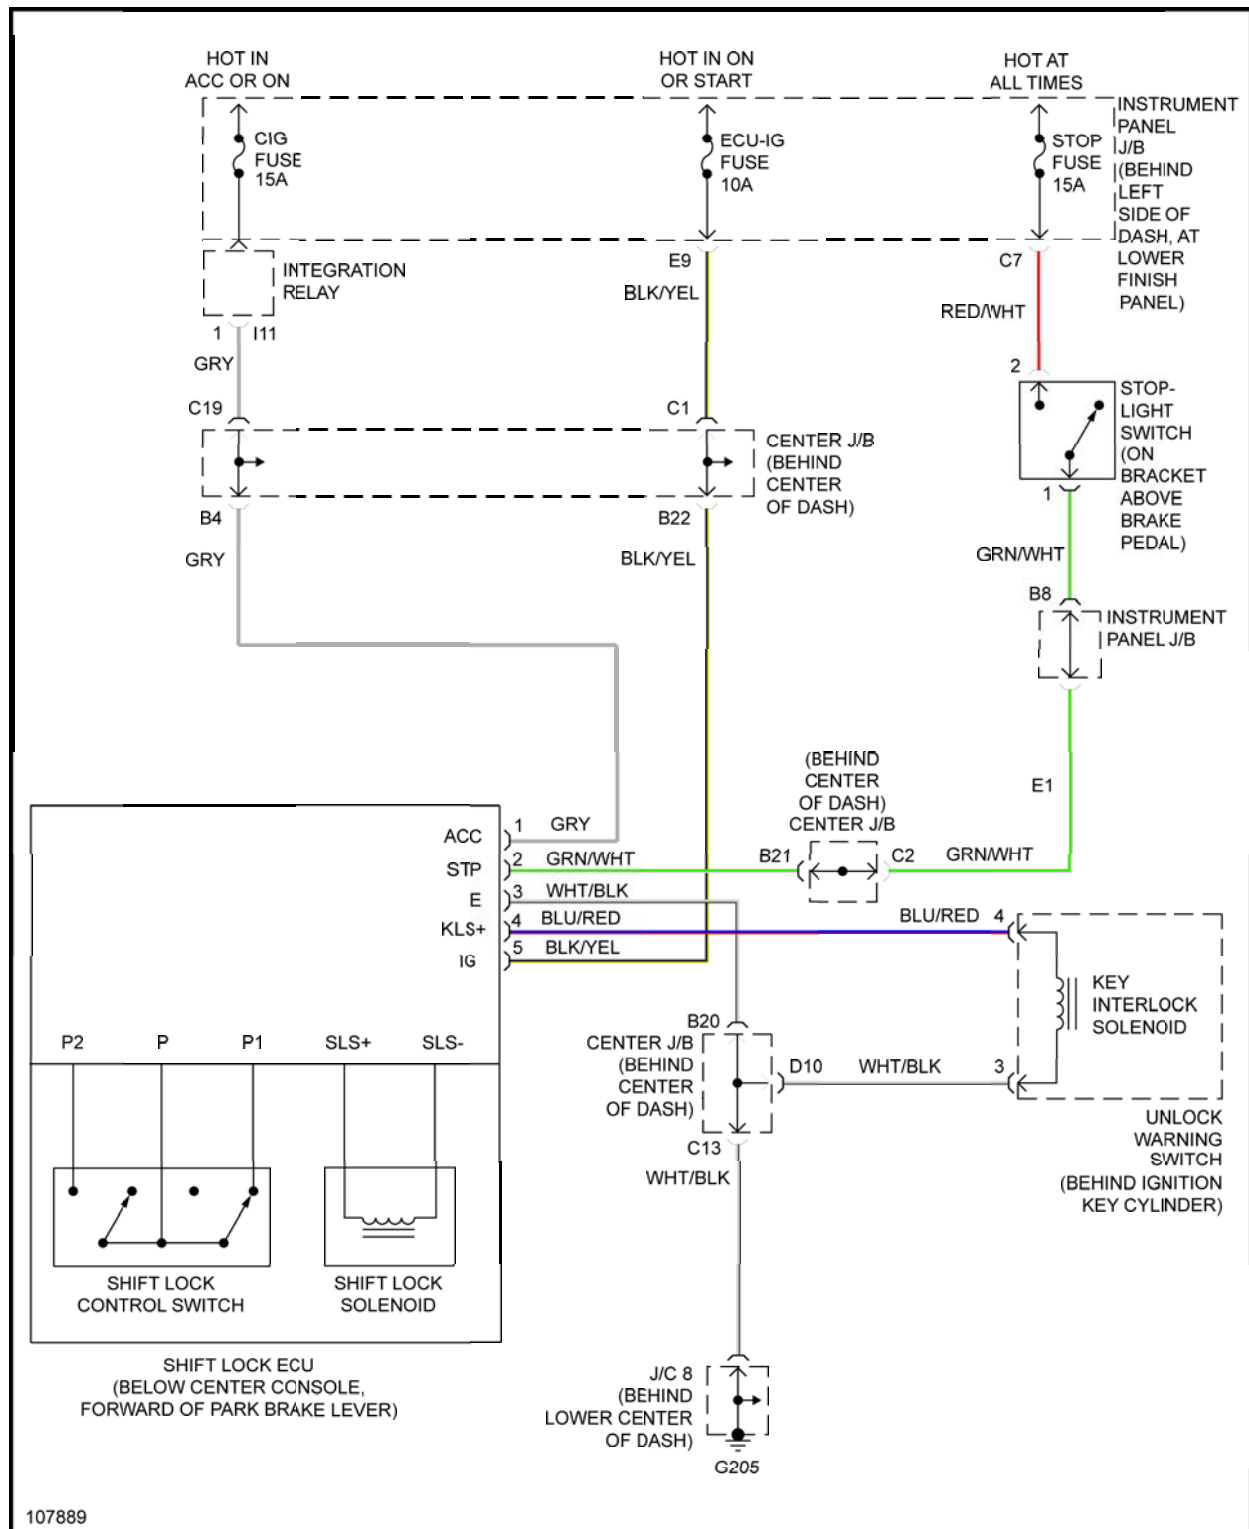 HOT IN
ACC OR ON
HOT IN ON
OR START
HOT AT
ALL TIMES
CIG
FUSE
15A
ECU-IG
FUSE
10A
STOP
FUSE
15A
INSTRUMENT
PANEL
J/B
(BEHIND
LEFT
SIDE OF
DASH, AT
LOWER
FINISH
PANEL)
INTEGRATION
RELAY
1
I11
GRY
E9
BLK/YEL
C7
RED/WHT
2
STOP-
LIGHT
SWITCH
(ON
BRACKET
ABOVE
BRAKE
PEDAL)
1
C19
C1
CENTER J/B
(BEHIND
CENTER
OF DASH)
B4
GRY
B22
BLK/YEL
GRN/WHT
B8
INSTRUMENT
PANEL J/B
E1
(BEHIND
CENTER
OF DASH)
CENTER J/B
B21
C2
GRN/WHT
ACC
1
GRY
STP
2
GRN/WHT
E
3
WHT/BLK
KLS+
4
BLU/RED
IG
5
BLK/YEL
BLU/RED
4
KEY
INTERLOCK
SOLENOID
3
UNLOCK
WARNING
SWITCH
(BEHIND IGNITION
KEY CYLINDER)
B20
CENTER J/B
(BEHIND
CENTER
OF DASH)
D10
WHT/BLK
C13
WHT/BLK
P2
P
P1
SLS+
SLS-
SHIFT LOCK
CONTROL SWITCH
SHIFT LOCK
SOLENOID
SHIFT LOCK ECU
(BELOW CENTER CONSOLE,
FORWARD OF PARK BRAKE LEVER)
J/C 8
(BEHIND
LOWER CENTER
OF DASH)
G205
107889